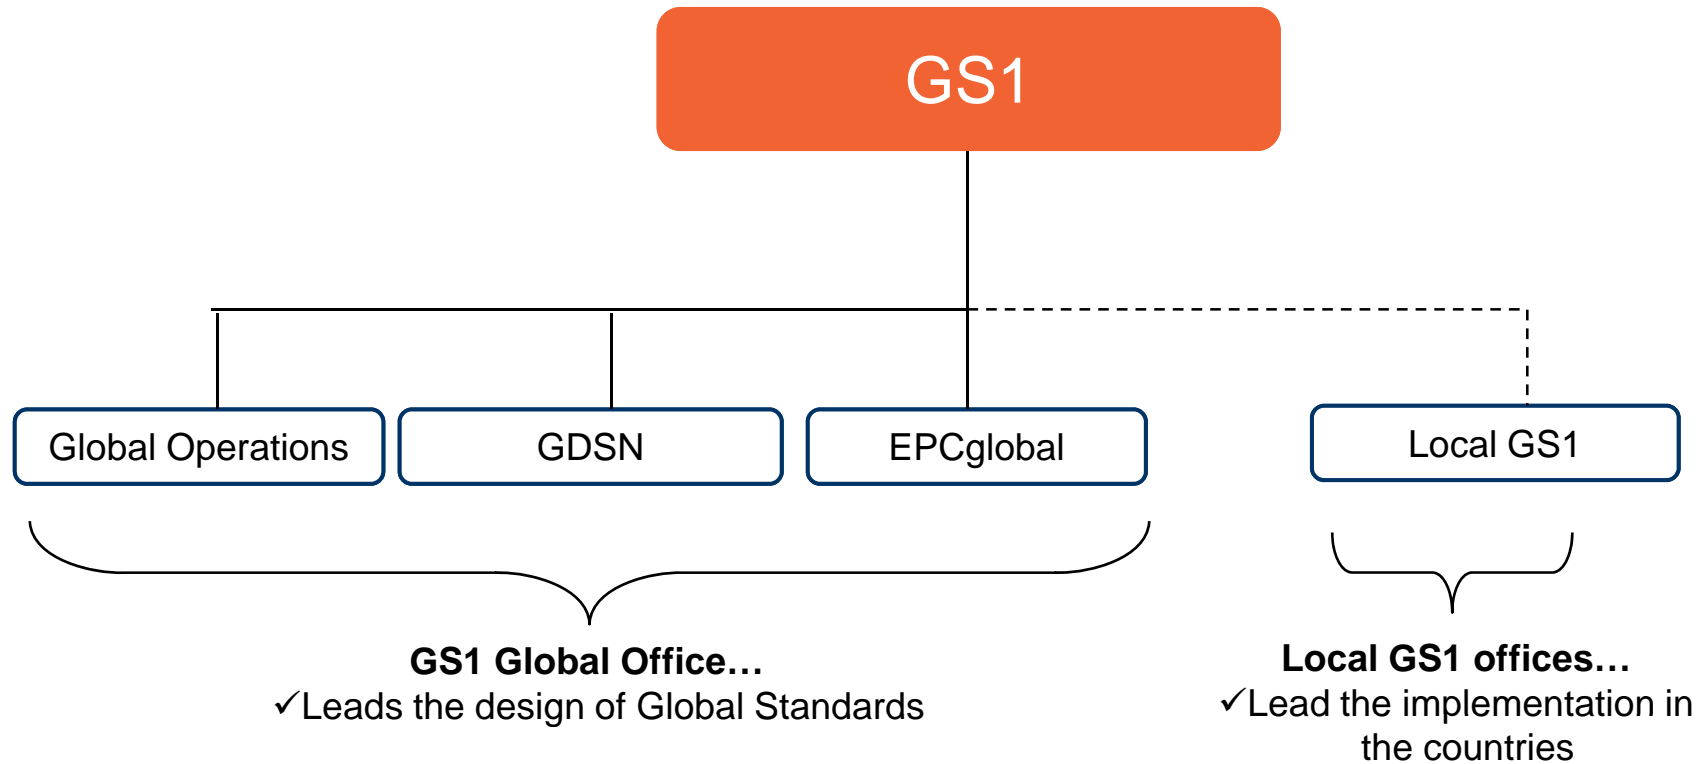 GS1
Global Operations
GDSN
EPCglobal
Local GS1
GS1 Global Office…
✓Leads the design of Global Standards
Local GS1 offices…
✓Lead the implementation in
the countries